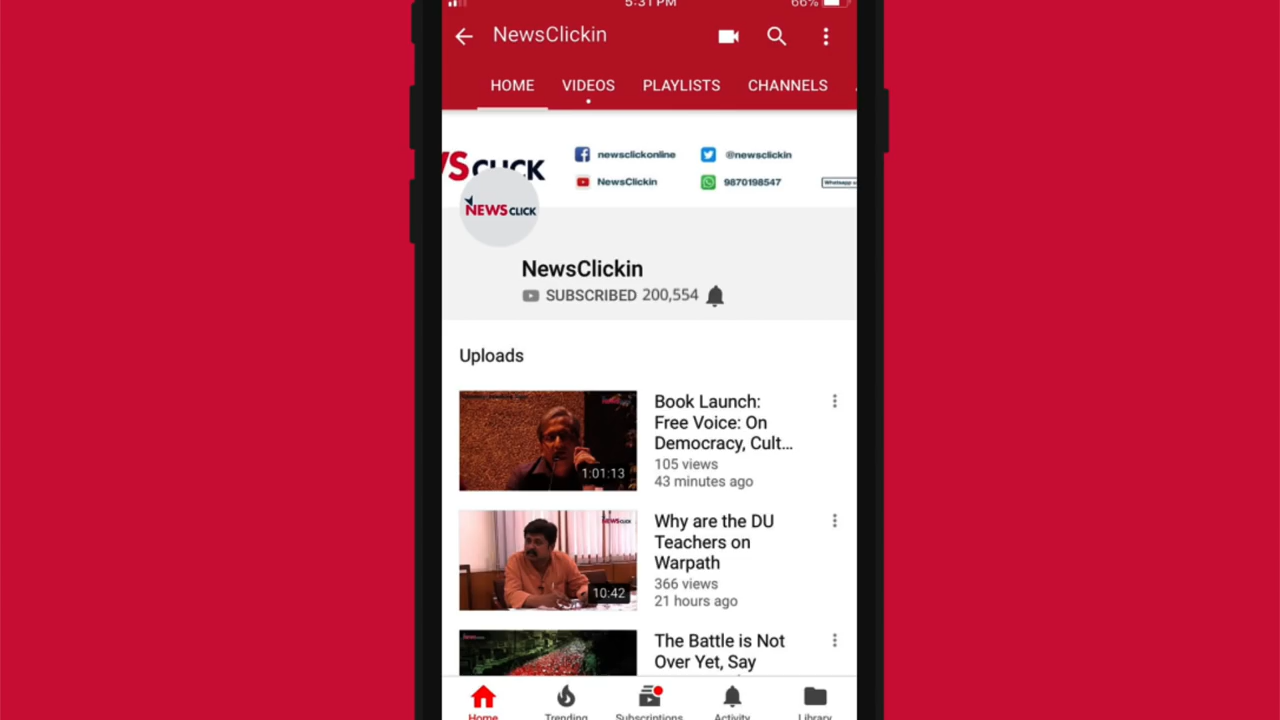 5:31 PM
66%
NewsClickin
HOME VIDEOS PLAYLISTS CHANNELS
CLICK
newsclickonline
@newsclickin
NewsClickin
9870198547
Whatsapp
NEWS CLICK
NewsClickin
SUBSCRIBED 200,554
Uploads
Book Launch:
Free Voice: On
Democracy, Cult...
105 views
43 minutes ago
1:01:13
Why are the DU
Teachers on
Warpath
366 views
21 hours ago
NEWSCLICK
10:42
The Battle is Not
Over Yet, Say
Home Trending Subscriptions Activity Library